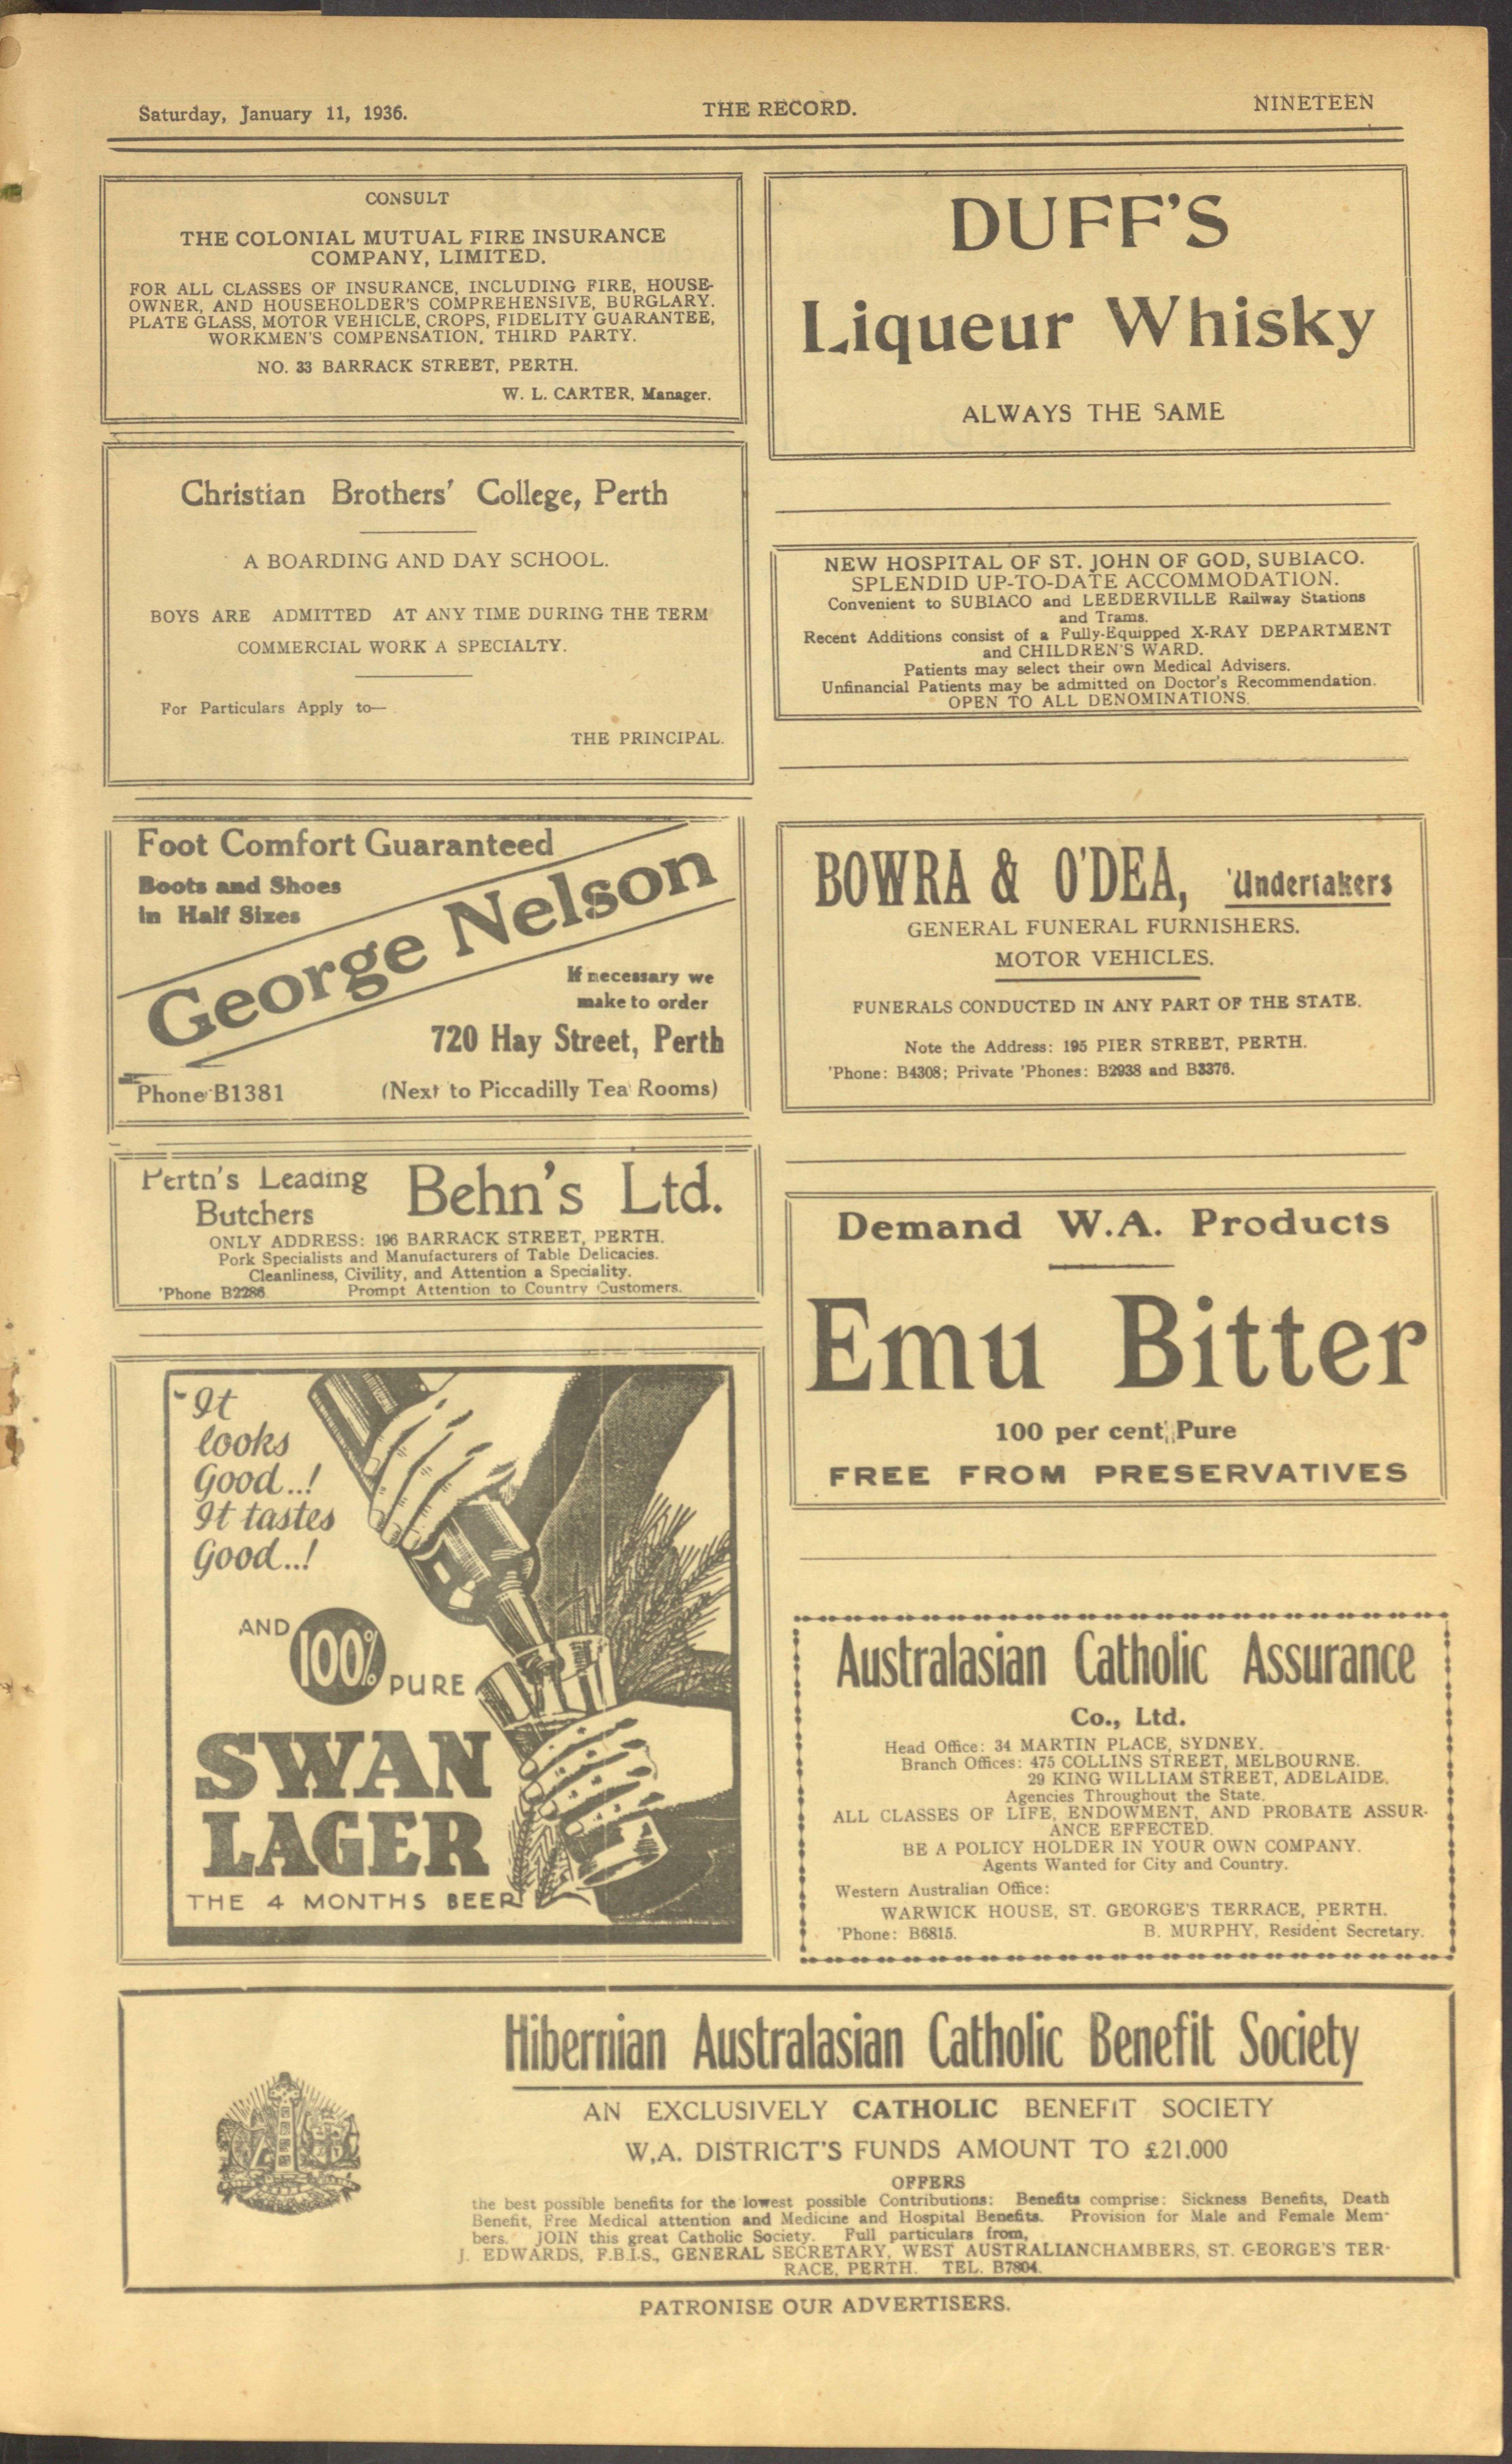 Saturday, January 11, 1936.
THE RECORD.
NINETEEN
CONSULT
THE COLONIAL MUTUAL FIRE INSURANCE
COMPANY, LIMITED.
FOR ALL CLASSES OF INSURANCE, INCLUDING FIRE, HOUSE-
OWNER, AND HOUSEHOLDER'S COMPREHENSIVE, BURGLARY.
PLATE GLASS, MOTOR VEHICLE, CROPS, FIDELITY GUARANTEE,
WORKMEN'S COMPENSATION, THIRD PARTY.
NO. 33 BARRACK STREET, PERTH.
W. L. CARTER, Manager.
Christian Brothers' College, Perth
A BOARDING AND DAY SCHOOL.
BOYS ARE ADMITTED AT ANY TIME DURING THE TERM
COMMERCIAL WORK A SPECIALTY.
For Particulars Apply to—
THE PRINCIPAL.
Foot Comfort Guaranteed
Boots and Shoes
in Half Sizes
George Nelson
If necessary we
make to order
720 Hay Street, Perth
Phone B1381 (Next to Piccadilly Tea Rooms)
Perth's Leading
Butchers
Behn's Ltd.
ONLY ADDRESS: 196 BARRACK STREET, PERTH.
Pork Specialists and Manufacturers of Table Delicacies.
Cleanliness, Civility, and Attention a Speciality.
'Phone B2286 Prompt Attention to Country Customers.
"It
looks
Good..!
It tastes
Good..!
AND 100% PURE
SWAN
LAGER
THE 4 MONTHS BEER
DUFF'S
Liqueur Whisky
ALWAYS THE SAME
NEW HOSPITAL OF ST. JOHN OF GOD, SUBIACO.
SPLENDID UP-TO-DATE ACCOMMODATION.
Convenient to SUBIACO and LEEDERVILLE Railway Stations
and Trams.
Recent Additions consist of a Fully-Equipped X-RAY DEPARTMENT
and CHILDREN'S WARD.
Patients may select their own Medical Advisers.
Unfinancial Patients may be admitted on Doctor's Recommendation.
OPEN TO ALL DENOMINATIONS.
BOWRA & O'DEA, Undertakers
GENERAL FUNERAL FURNISHERS.
MOTOR VEHICLES.
FUNERALS CONDUCTED IN ANY PART OF THE STATE.
Note the Address: 195 PIER STREET, PERTH.
'Phone: B4308; Private 'Phones: B2938 and B3376.
Demand W.A. Products
Emu Bitter
100 per cent. Pure
FREE FROM PRESERVATIVES
Australasian Catholic Assurance
Co., Ltd.
Head Office: 34 MARTIN PLACE, SYDNEY.
Branch Offices: 475 COLLINS STREET, MELBOURNE.
29 KING WILLIAM STREET, ADELAIDE.
Agencies Throughout the State.
ALL CLASSES OF LIFE, ENDOWMENT, AND PROBATE ASSUR-
ANCE EFFECTED.
BE A POLICY HOLDER IN YOUR OWN COMPANY.
Agents Wanted for City and Country.
Western Australian Office:
WARWICK HOUSE, ST. GEORGE'S TERRACE, PERTH.
'Phone: B6815. B. MURPHY, Resident Secretary.
Hibernian Australasian Catholic Benefit Society
AN EXCLUSIVELY CATHOLIC BENEFIT SOCIETY
W.A. DISTRICT'S FUNDS AMOUNT TO £21.000
OFFERS
the best possible benefits for the lowest possible Contributions: Benefits comprise: Sickness Benefits, Death
Benefit, Free Medical attention and Medicine and Hospital Benefits. Provision for Male and Female Mem-
bers. JOIN this great Catholic Society. Full particulars from,
J. EDWARDS, F.B.I.S., GENERAL SECRETARY, WEST AUSTRALIANCHAMBERS, ST. GEORGE'S TER-
RACE, PERTH. TEL. B7804.
PATRONISE OUR ADVERTISERS.